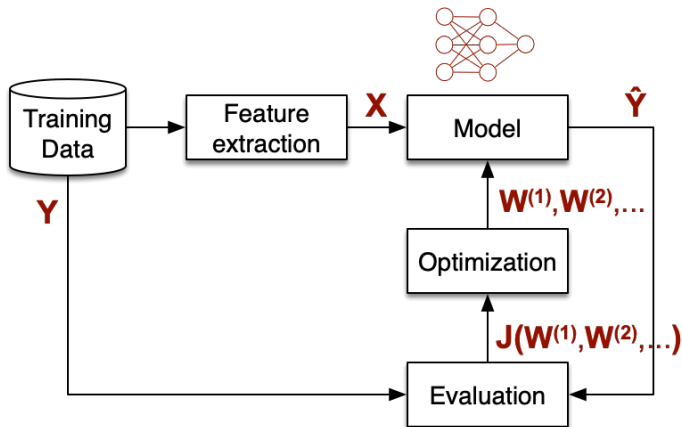 Training
Data
Feature
extraction
X
Model
Ŷ
Y
W⁽¹⁾,W⁽²⁾,...
Optimization
J(W⁽¹⁾,W⁽²⁾,...)
Evaluation